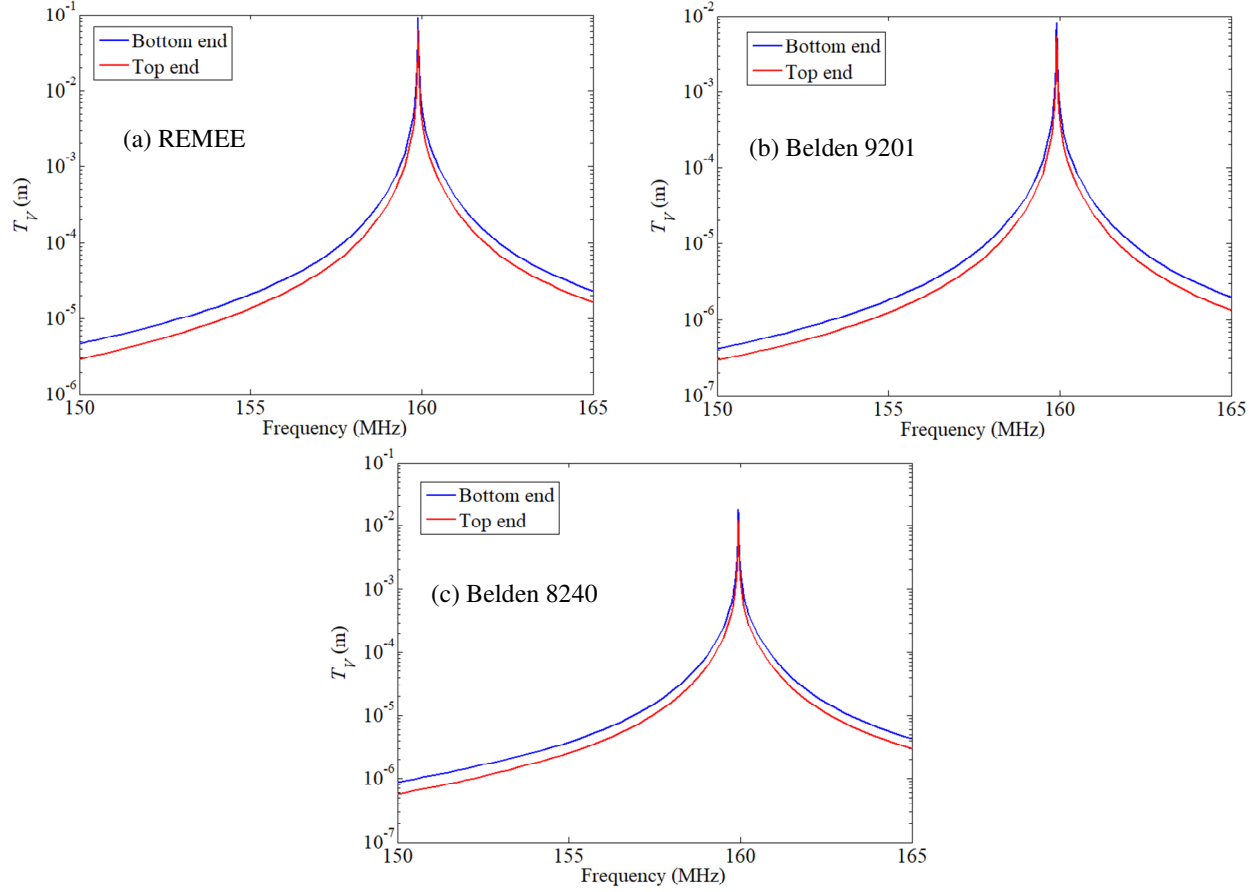 10^-1
10^-2
10^-3
10^-4
10^-5
10^-6
T_V (m)
Bottom end
Top end
(a) REMEE
150
155
160
165
Frequency (MHz)
10^-2
10^-3
10^-4
10^-5
10^-6
10^-7
T_V (m)
Bottom end
Top end
(b) Belden 9201
150
155
160
165
Frequency (MHz)
10^-1
10^-2
10^-3
10^-4
10^-5
10^-6
10^-7
T_V (m)
Bottom end
Top end
(c) Belden 8240
150
155
160
165
Frequency (MHz)